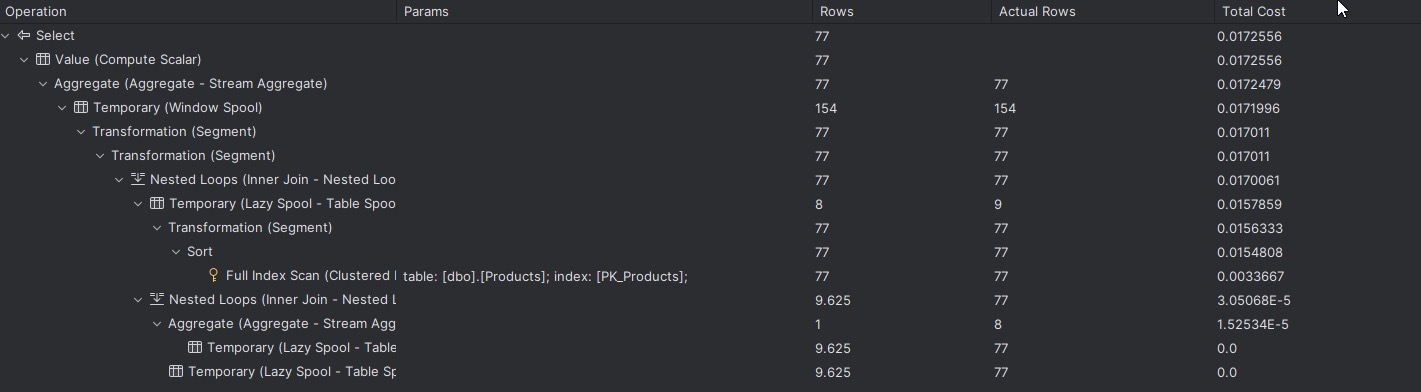 Operation Params Rows Actual Rows Total Cost
Select 77 0.0172556
Value (Compute Scalar) 77 0.0172556
Aggregate (Aggregate - Stream Aggregate) 77 77 0.0172479
Temporary (Window Spool) 154 154 0.0171996
Transformation (Segment) 77 77 0.017011
Transformation (Segment) 77 77 0.017011
Nested Loops (Inner Join - Nested Loo 77 77 0.0170061
Temporary (Lazy Spool - Table Spoo 8 9 0.0157859
Transformation (Segment) 77 77 0.0156333
Sort 77 77 0.0154808
Full Index Scan (Clustered I table: [dbo].[Products]; index: [PK_Products]; 77 77 0.0033667
Nested Loops (Inner Join - Nested L 9.625 77 3.05068E-5
Aggregate (Aggregate - Stream Agg 1 8 1.52534E-5
Temporary (Lazy Spool - Table 9.625 77 0.0
Temporary (Lazy Spool - Table Sp 9.625 77 0.0